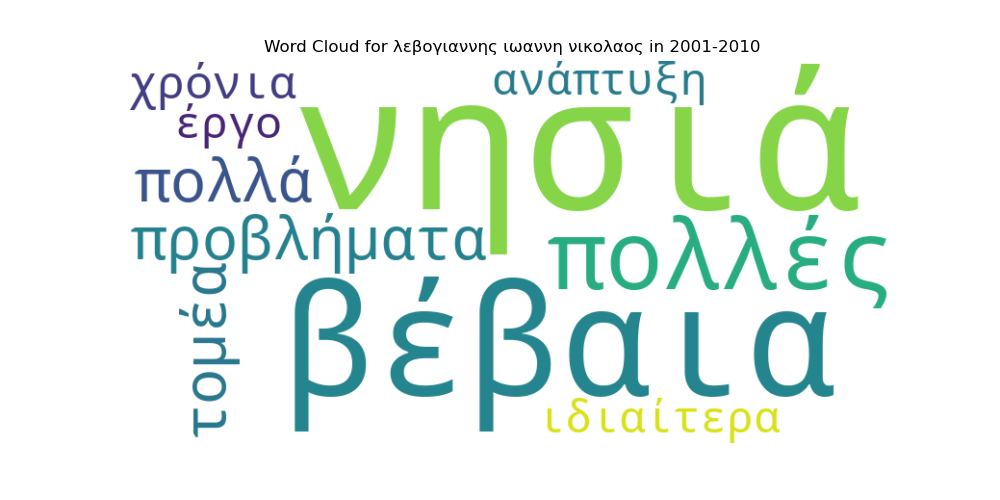 Word Cloud for λεβογιαννης ιωαννη νικολαος in 2001-2010
χρόνια
ανάπτυξη
έργο
νησιά
πολλά
προβλήματα
πολλές
τομέα
βέβαια
ιδιαίτερα